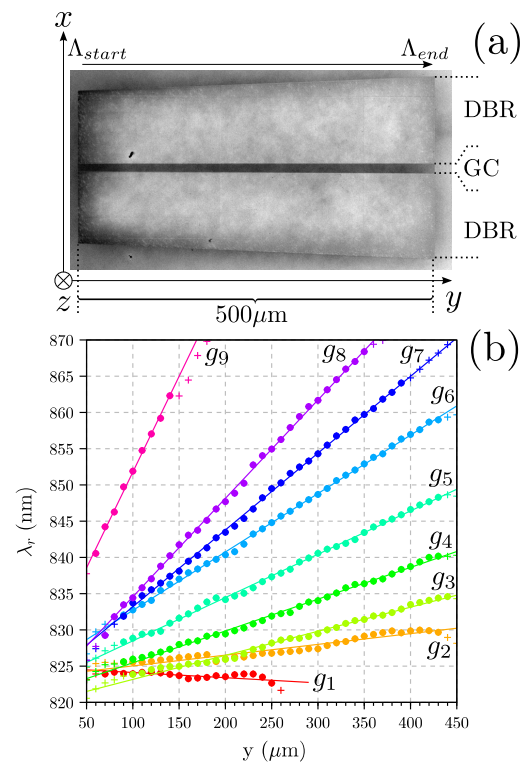 x
Λstart Λend (a)
DBR
GC
DBR
z y
500μm
(b)
870
865
860
855
850
845
840
835
830
825
820
λr (nm)
g9 g8 g7
g6
g5
g4
g3
g2
g1
50 100 150 200 250 300 350 400 450
y (μm)